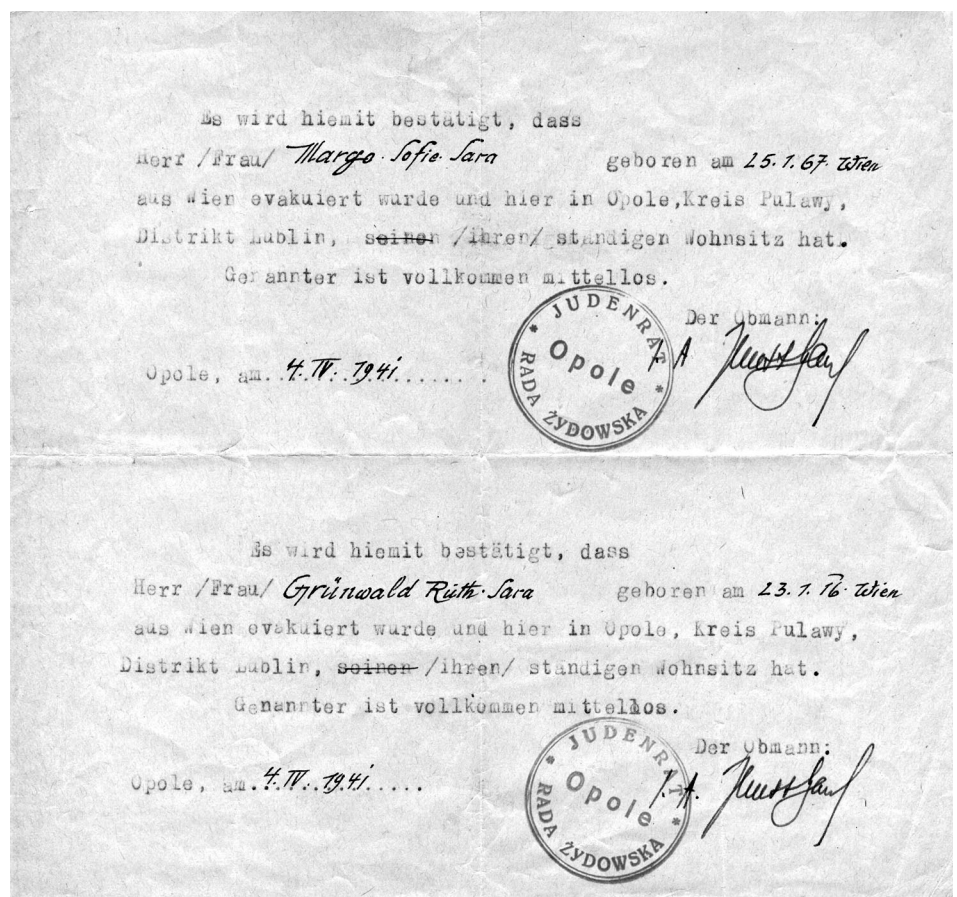 Es wird hiemit bestätigt, dass
Herr /Frau/ Margo Sofie Sara geboren am 25.1.67 Wien
aus Wien evakuiert wurde und hier in Opole,Kreis Pulawy,
Distrikt Lublin, seinen /ihren/ ständigen Wohnsitz hat.
Genannter ist vollkommen mittellos.
Der Obmann:
I. A
JUDENRAT
Opole
RADA ŻYDOWSKA
Opole, am..4.IV..1941........
Es wird hiemit bestätigt, dass
Herr /Frau/ Grünwald Ruth Sara geboren am 23.1.16 Wien
aus Wien evakuiert wurde und hier in Opole, Kreis Pulawy,
Distrikt Lublin, seinen /ihren/ ständigen Wohnsitz hat.
Genannter ist vollkommen mittellos.
Der Obmann:
I. A.
JUDENRAT
Opole
RADA ŻYDOWSKA
Opole, am.4.IV..1941.....